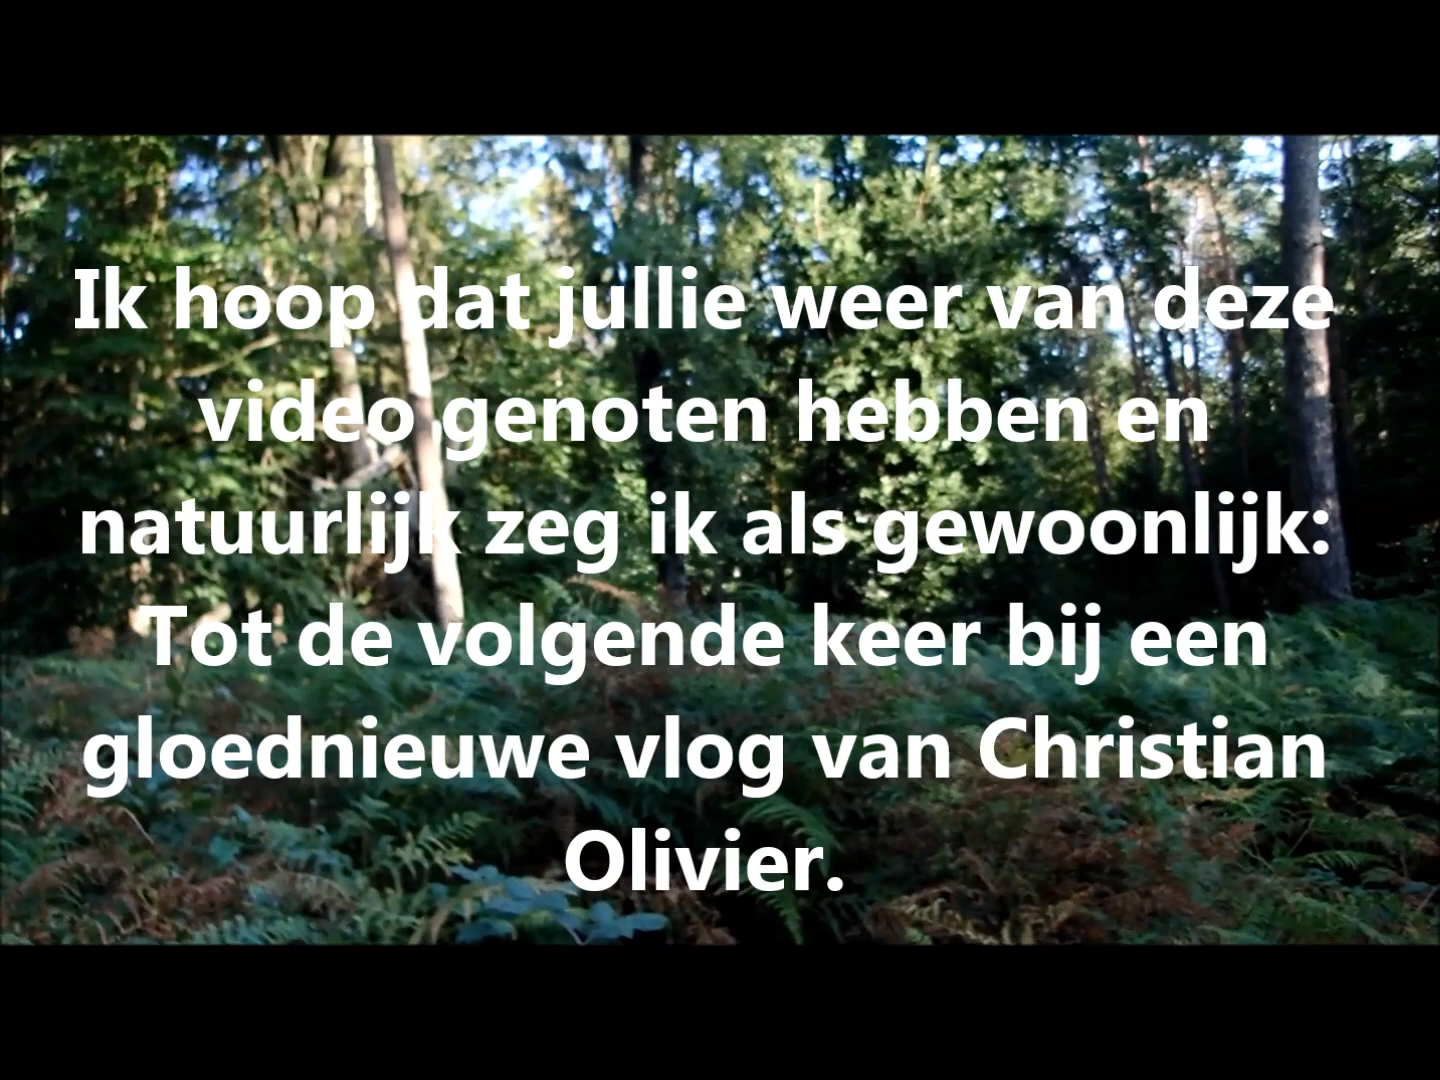 Ik hoop dat jullie weer van deze
video genoten hebben en
natuurlijk zeg ik als gewoonlijk:
Tot de volgende keer bij een
gloednieuwe vlog van Christian
Olivier.